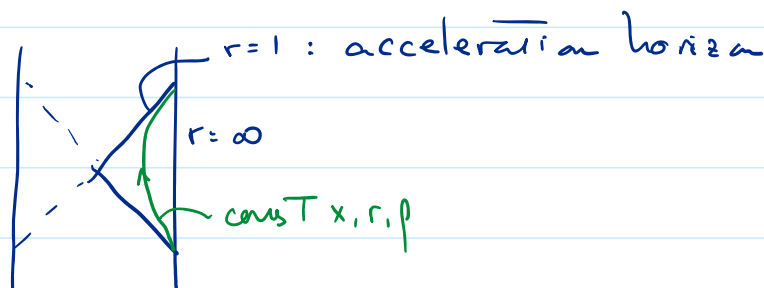 r=1 : acceleration horizon
r=∞
const x, r, ρ